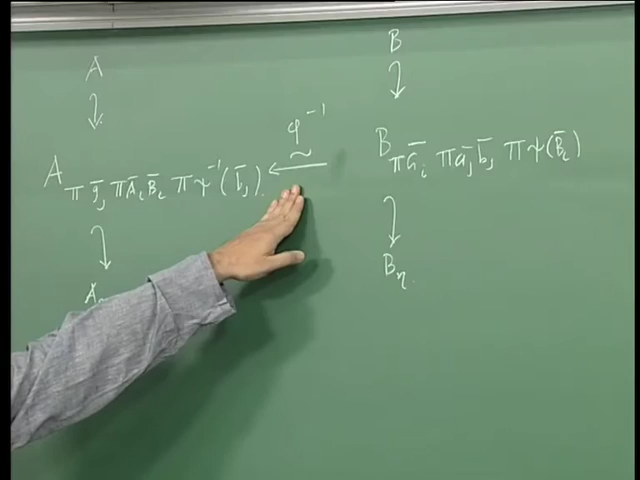 A B
↪ ↪
φ⁻¹
A_{π ḡ_j π Ā_i B̄_i π ψ⁻¹(b̄_j)} ⟵∼ B_{π ā_i π ā_j b̄_j π ψ(B̄_i)}
↪ ↪
A B_η.